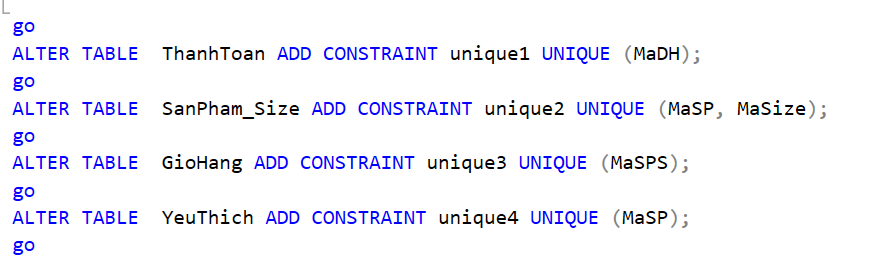 go
ALTER TABLE  ThanhToan ADD CONSTRAINT unique1 UNIQUE (MaDH);
go
ALTER TABLE  SanPham_Size ADD CONSTRAINT unique2 UNIQUE (MaSP, MaSize);
go
ALTER TABLE  GioHang ADD CONSTRAINT unique3 UNIQUE (MaSPS);
go
ALTER TABLE  YeuThich ADD CONSTRAINT unique4 UNIQUE (MaSP);
go